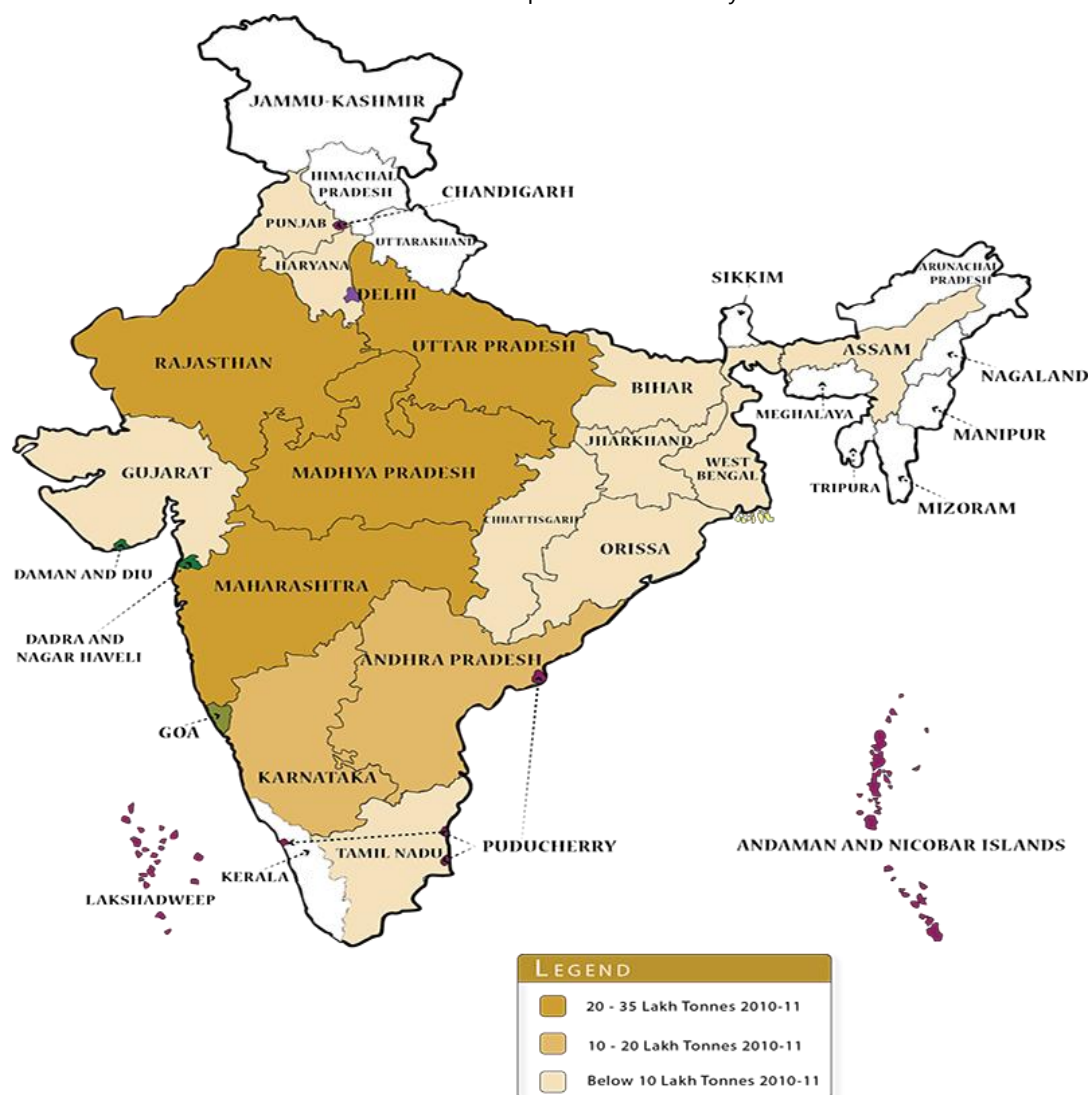 JAMMU-KASHMIR
HIMACHAL
PRADESH
CHANDIGARH
PUNJAB
UTTARAKHAND
HARYANA
DELHI
SIKKIM
ARUNACHAL
PRADESH
RAJASTHAN
UTTAR PRADESH
ASSAM
NAGALAND
BIHAR
MEGHALAYA
MANIPUR
JHARKHAND
GUJARAT
MADHYA PRADESH
WEST
BENGAL
TRIPURA
MIZORAM
CHHATTISGARH
ORISSA
DAMAN AND DIU
MAHARASHTRA
DADRA AND
NAGAR HAVELI
ANDHRA PRADESH
GOA
KARNATAKA
PUDUCHERRY
ANDAMAN AND NICOBAR ISLANDS
TAMIL NADU
KERALA
LAKSHADWEEP
LEGEND
20 - 35 Lakh Tonnes 2010-11
10 - 20 Lakh Tonnes 2010-11
Below 10 Lakh Tonnes 2010-11